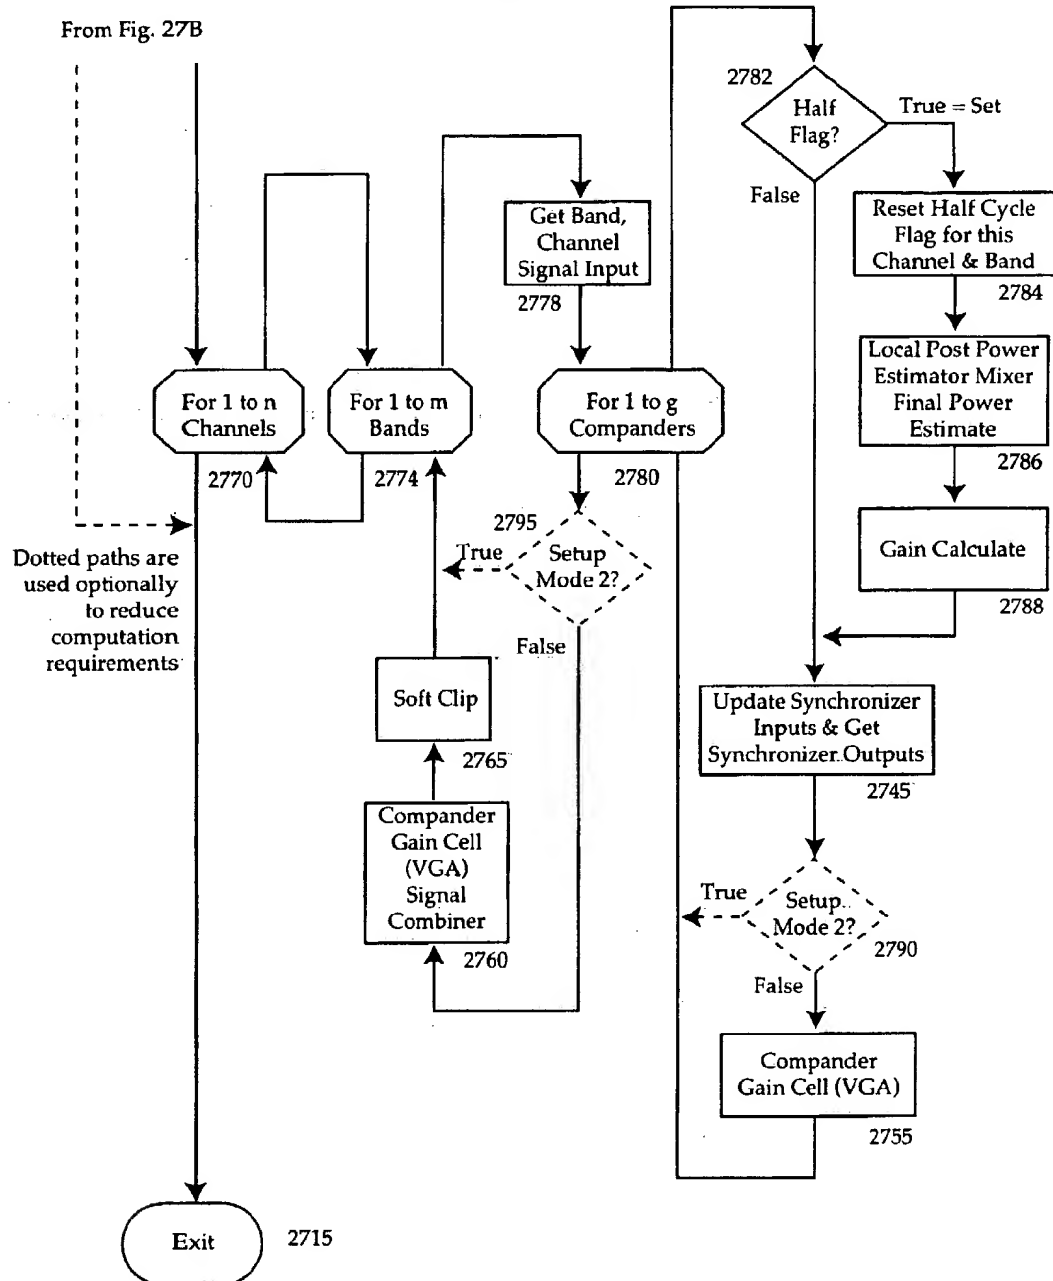 From Fig. 27B
2782
Half
Flag?
True = Set
False
Get Band,
Channel
Signal Input
2778
Reset Half Cycle
Flag for this
Channel & Band
2784
Local Post Power
Estimator Mixer
Final Power
Estimate
2786
For 1 to n
Channels
2770
For 1 to m
Bands
2774
For 1 to g
Companders
2780
2795
True
Setup
Mode 2?
False
Gain Calculate
2788
Dotted paths are
used optionally
to reduce
computation
requirements
Soft Clip
2765
Update Synchronizer
Inputs & Get
Synchronizer Outputs
2745
Compander
Gain Cell
(VGA)
Signal
Combiner
2760
True
Setup
Mode 2?
2790
False
Compander
Gain Cell (VGA)
2755
Exit
2715